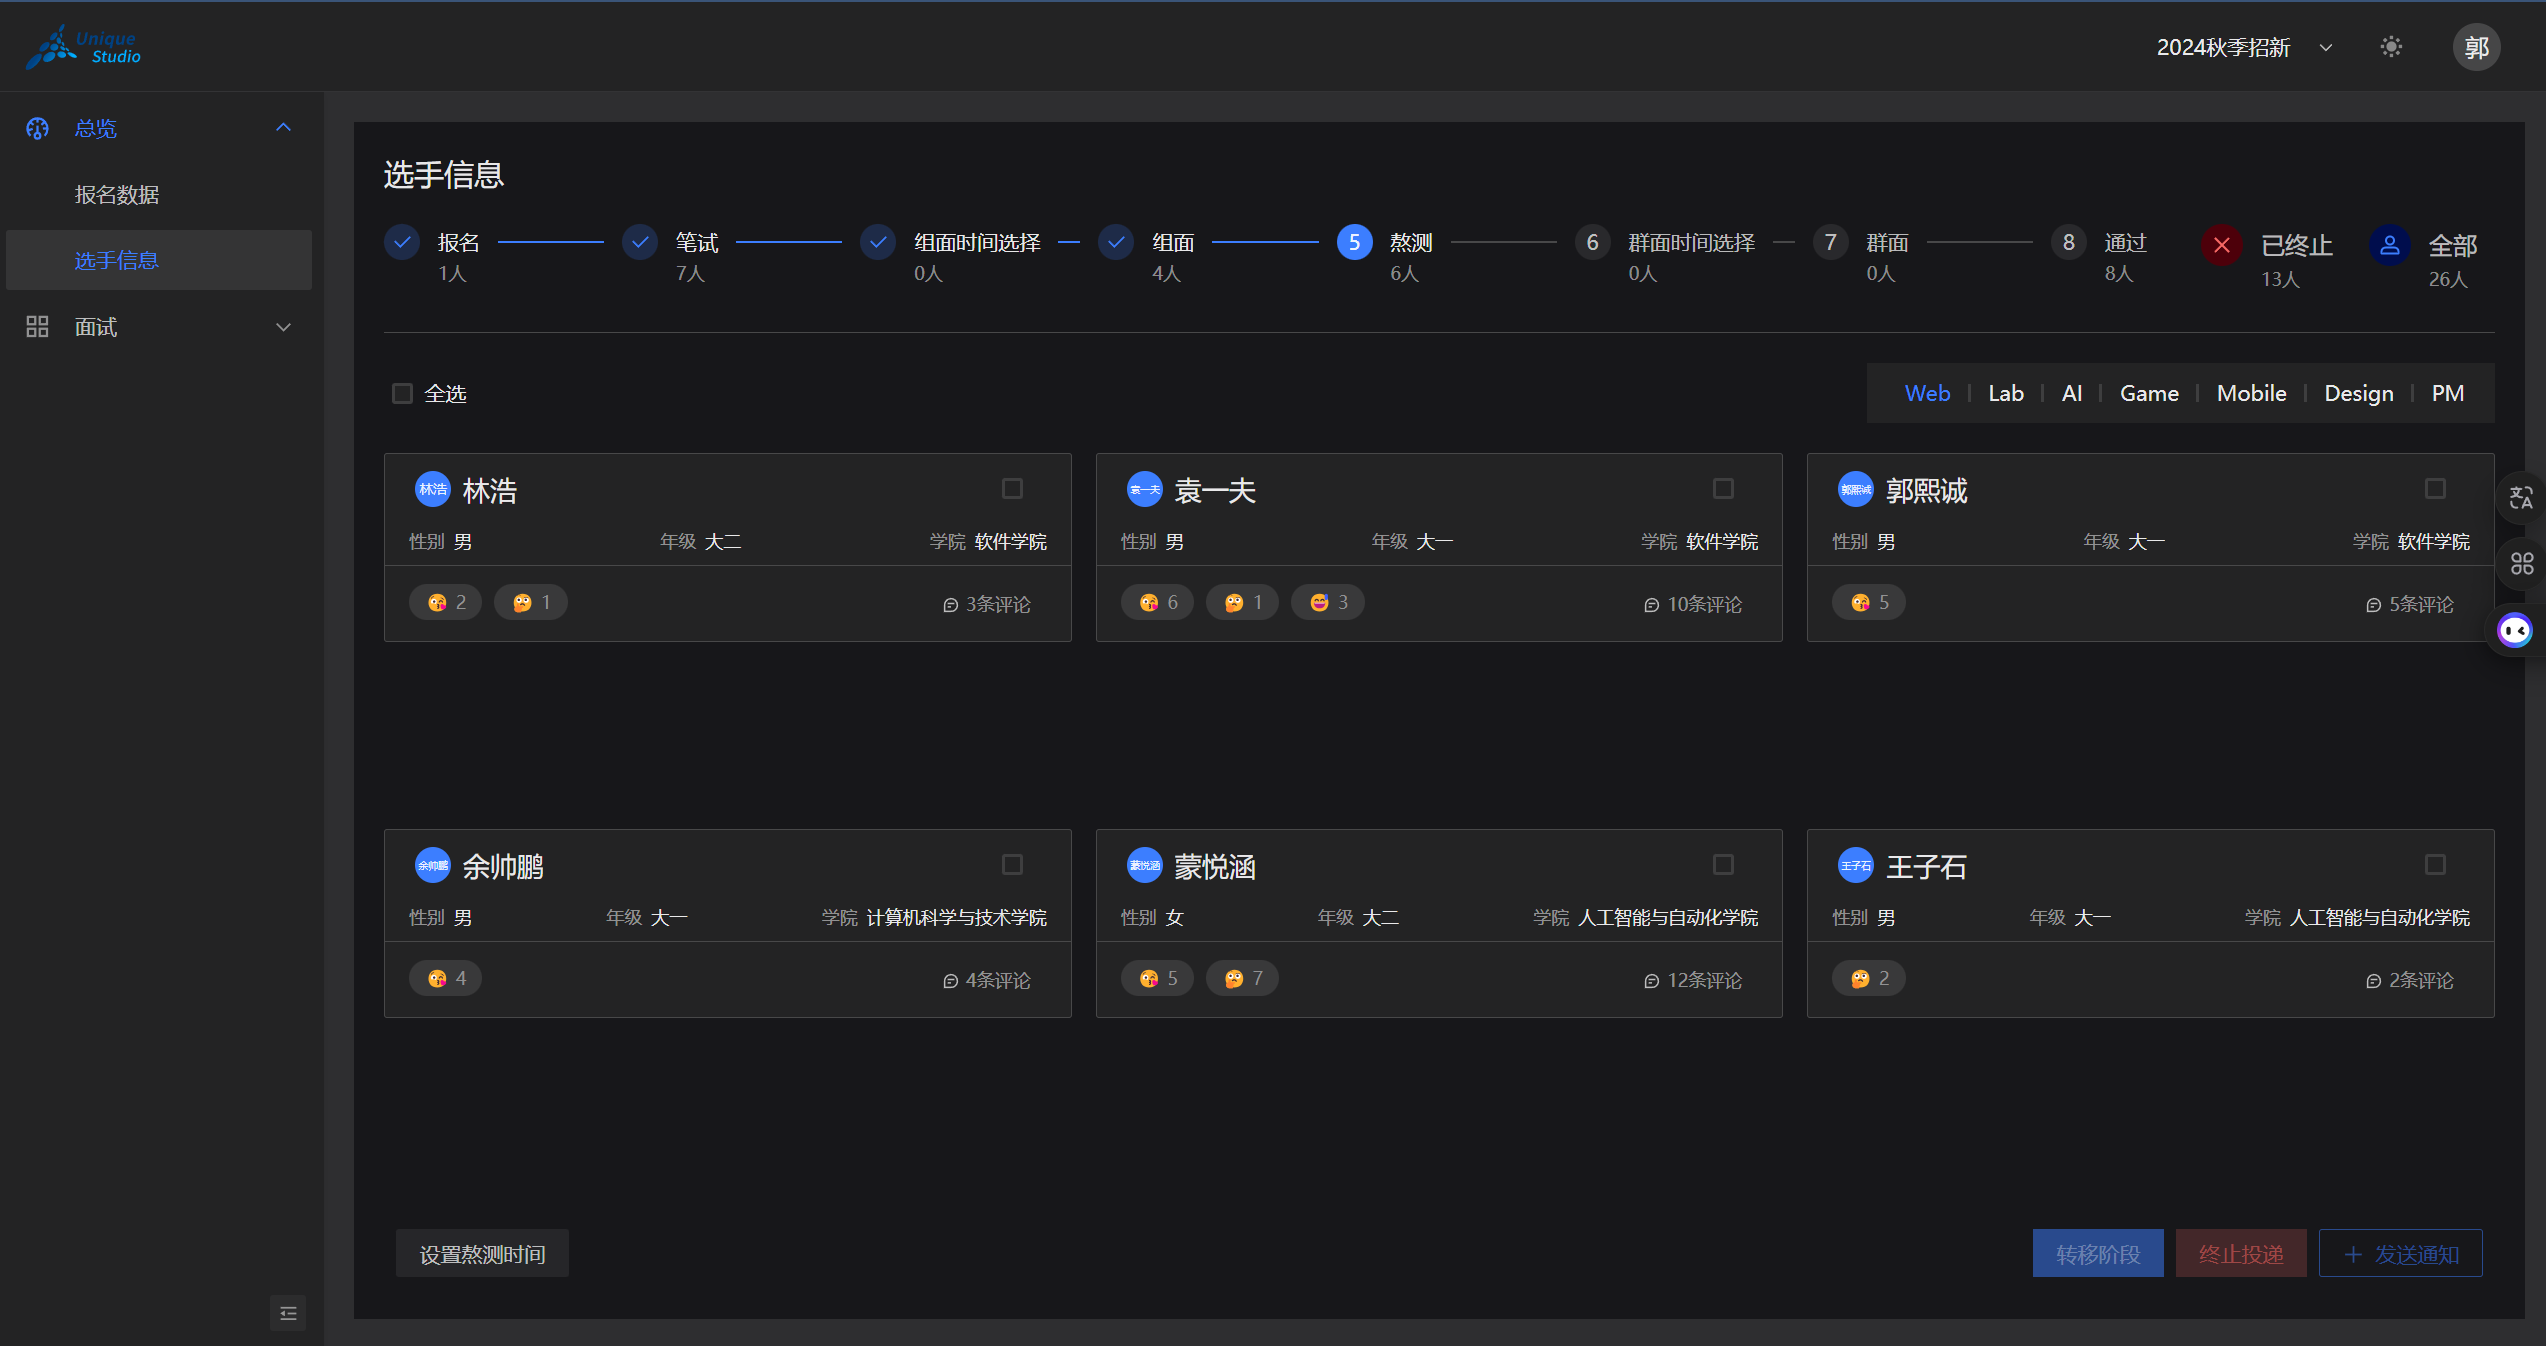 Unique
Studio
2024秋季招新
郭
总览
报名数据
选手信息
面试
选手信息
报名
1人
笔试
7人
组面时间选择
0人
组面
4人
5 熬测
6人
6 群面时间选择
0人
7 群面
0人
8 通过
8人
已终止
13人
全部
26人
全选
Web Lab AI Game Mobile Design PM
林浩 林浩
性别 男 年级 大二 学院 软件学院
2 1 3条评论
袁一夫 袁一夫
性别 男 年级 大一 学院 软件学院
6 1 3 10条评论
郭熙诚 郭熙诚
性别 男 年级 大一 学院 软件学院
5 5条评论
余帅鹏 余帅鹏
性别 男 年级 大一 学院 计算机科学与技术学院
4 4条评论
蒙悦涵 蒙悦涵
性别 女 年级 大二 学院 人工智能与自动化学院
5 7 12条评论
王子石 王子石
性别 男 年级 大一 学院 人工智能与自动化学院
2 2条评论
设置熬测时间
转移阶段
终止投递
发送通知